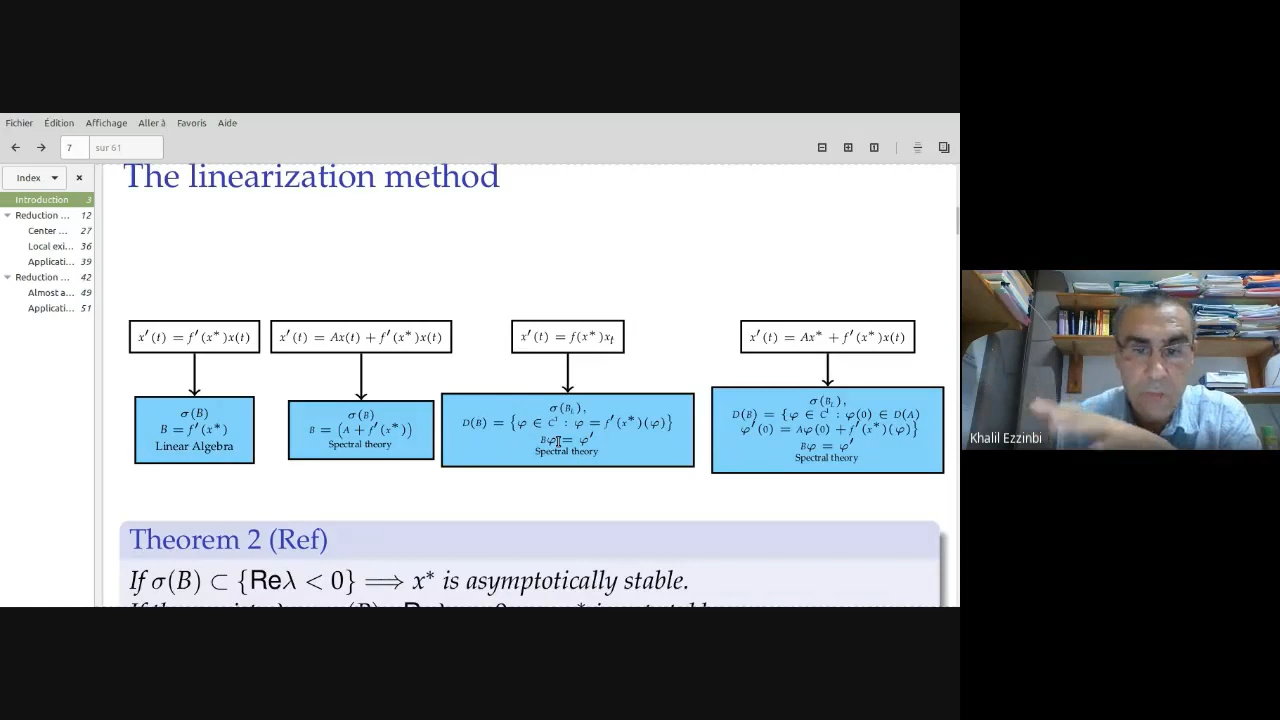 Fichier Édition Affichage Aller à Favoris Aide
7 sur 61
Index
Introduction 3
Reduction ... 12
Center ... 27
Local exi... 36
Applicati... 39
Reduction ... 42
Almost a... 49
Applicati... 51
The linearization method
x′(t) = f′(x*)x(t)
x′(t) = Ax(t) + f′(x*)x(t)
x′(t) = f(x*)xₜ
x′(t) = Ax* + f′(x*)x(t)
σ(B)
B = f′(x*)
Linear Algebra
σ(B)
B = (A + f′(x*))
Spectral theory
σ(B_L),
D(B) = {φ ∈ C¹ : φ = f′(x*)(φ)}
Bφ = φ′
Spectral theory
σ(B_L),
D(B) = {φ ∈ C¹ : φ(0) ∈ D(A)
φ′(0) = Aφ(0) + f′(x*)(φ)}
Bφ = φ′
Spectral theory
Theorem 2 (Ref)
If σ(B) ⊂ {Reλ < 0} ⟹ x* is asymptotically stable.
Khalil Ezzinbi